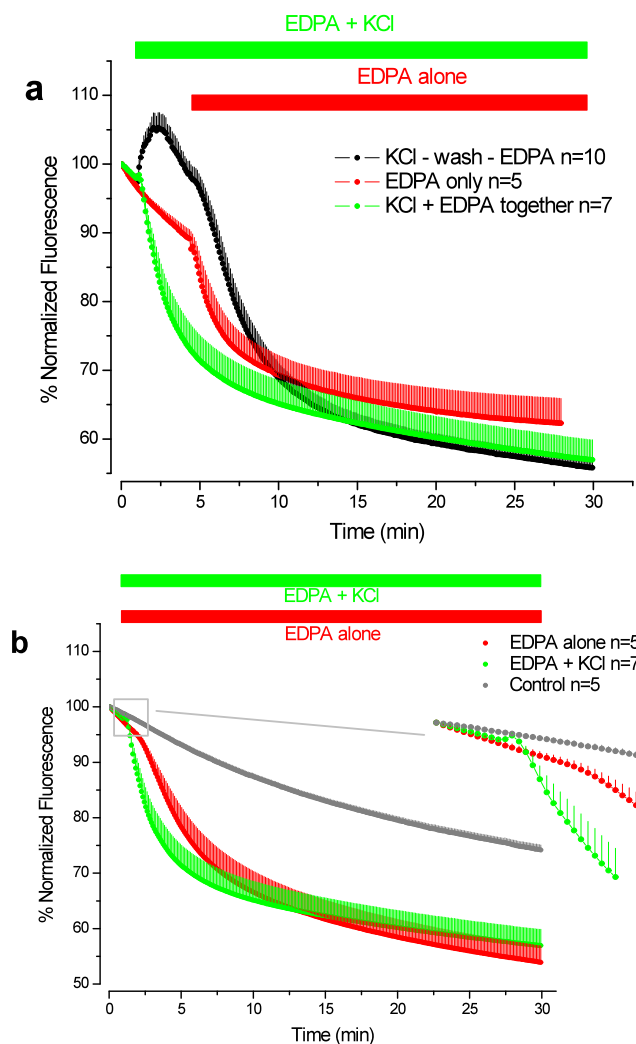 EDPA + KCl
EDPA alone
a
110
100
90
80
70
60
% Normalized Fluorescence
KCl - wash - EDPA n=10
EDPA only n=5
KCl + EDPA together n=7
0 5 10 15 20 25 30
Time (min)
EDPA + KCl
EDPA alone
b
110
100
90
80
70
60
50
% Normalized Fluorescence
EDPA alone n=5
EDPA + KCl n=7
Control n=5
0 5 10 15 20 25 30
Time (min)